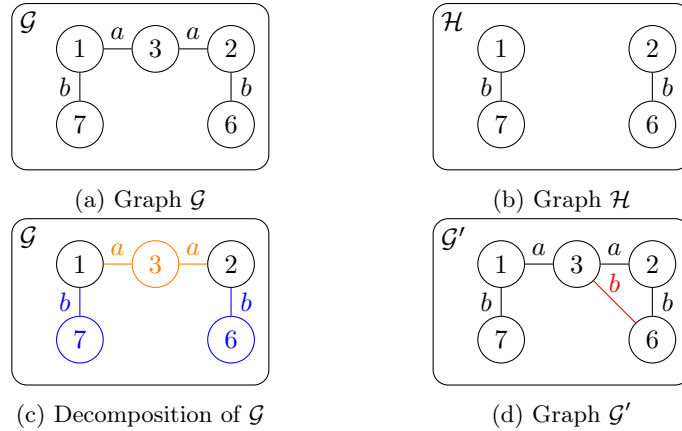 𝒢 ℋ
1 a 3 a 2 1 2
b b b b
7 6 7 6
(a) Graph 𝒢 (b) Graph ℋ
𝒢 𝒢′
1 a 3 a 2 1 a 3 a 2
b b b b b
7 6 7 6
(c) Decomposition of 𝒢 (d) Graph 𝒢′